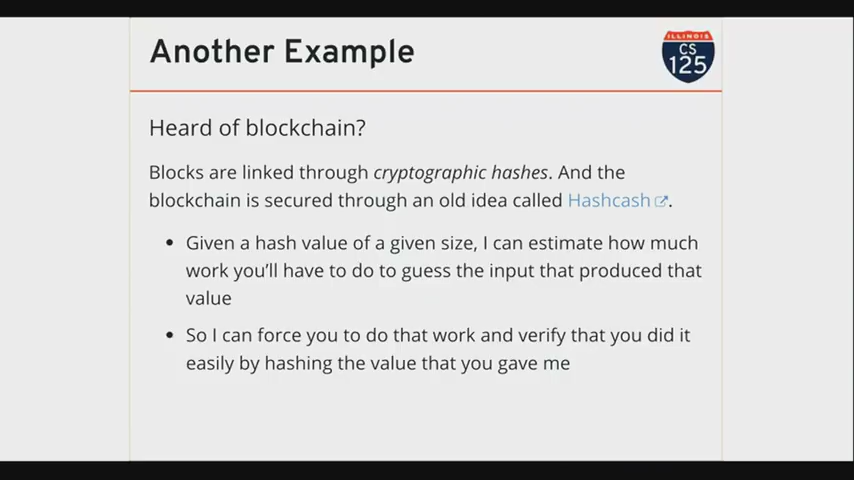 Another Example
ILLINOIS
CS
125
Heard of blockchain?
Blocks are linked through cryptographic hashes. And the
blockchain is secured through an old idea called Hashcash.
• Given a hash value of a given size, I can estimate how much
work you'll have to do to guess the input that produced that
value
• So I can force you to do that work and verify that you did it
easily by hashing the value that you gave me